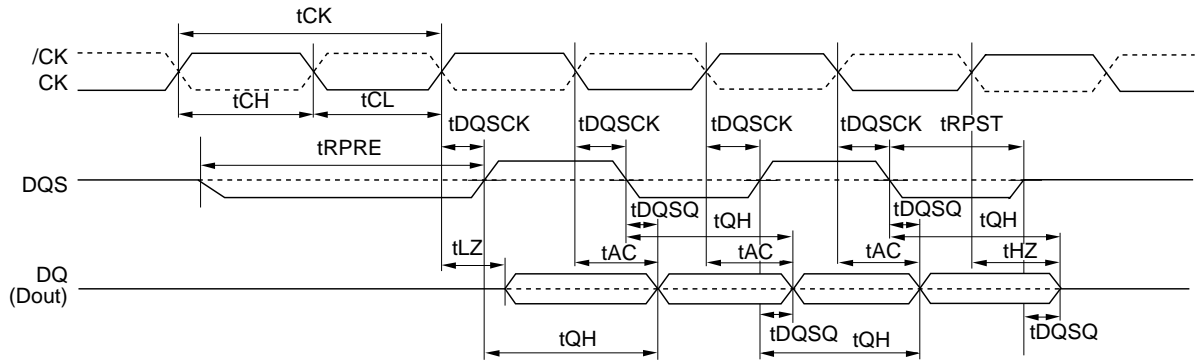 tCK
/CK
CK
tCH tCL
tDQSCK tDQSCK tDQSCK tDQSCK tRPST
tRPRE
DQS
tDQSQ tDQSQ
tQH tQH
tLZ tAC tAC tAC tHZ
DQ
(Dout)
tDQSQ tDQSQ
tQH tQH